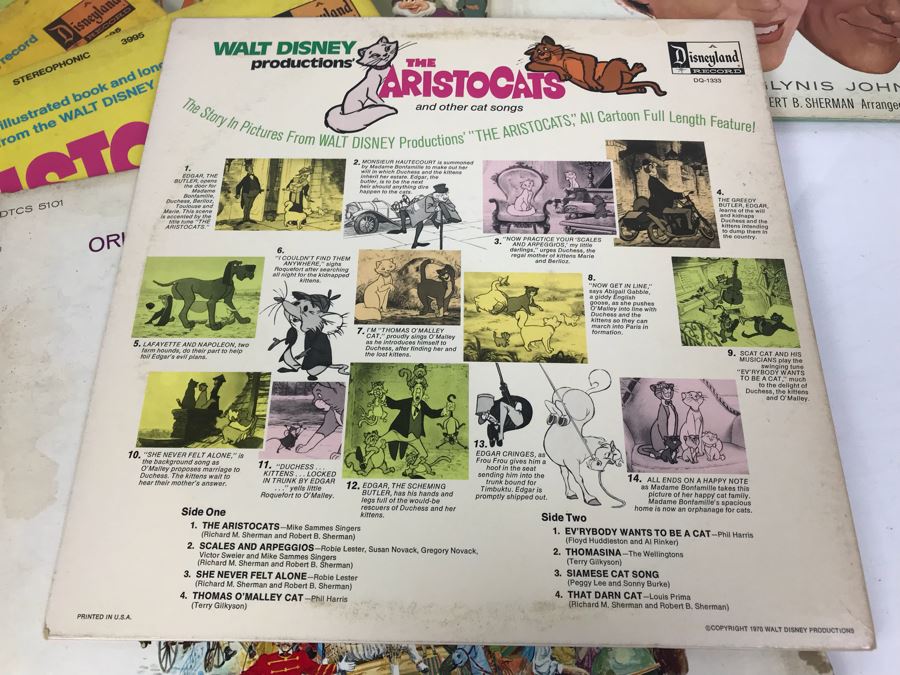 WALT DISNEY
productions'
THE
ARISTOCATS
and other cat songs
Disneyland
RECORD
DQ-1333
The Story In Pictures From WALT DISNEY Productions' "THE ARISTOCATS," All Cartoon Full Length Feature!
1.
EDGAR, THE
BUTLER, opens
the door for
Madame
Bonfamille,
Duchess, Berlioz,
Toulouse and
Marie. This scene
is accented by the
title tune "THE
ARISTOCATS."
2. MONSIEUR HAUTECOURT is summoned
by Madame Bonfamille to make out her
will in which Duchess and the kittens
inherit her estate. Edgar, the
butler, is to be the next
heir should anything dire
happen to the cats.
3. "NOW PRACTICE YOUR 'SCALES
AND ARPEGGIOS,' my little
darlings," urges Duchess, the
regal mother of kittens Marie
and Berlioz.
4.
THE GREEDY
BUTLER, EDGAR,
learns of the will
and kidnaps
Duchess and the
kittens intending
to dump them in
the country.
5. LAFAYETTE AND NAPOLEON, two
farm hounds, do their part to help
foil Edgar's evil plans.
6.
"I COULDN'T FIND THEM
ANYWHERE," sighs
Roquefort after searching
all night for the kidnapped
kittens.
7. I'M "THOMAS O'MALLEY
CAT," proudly sings O'Malley
as he introduces himself to
Duchess, after finding her and
the lost kittens.
8.
"NOW GET IN LINE,"
says Abigail Gabble,
a giddy English
goose, as she pushes
O'Malley into line with
Duchess and the
kittens so they can
march into Paris in
formation.
9. SCAT CAT AND HIS
MUSICIANS play the
swinging tune
"EV'RYBODY WANTS
TO BE A CAT," much
to the delight of
Duchess, the kittens
and O'Malley.
10. "SHE NEVER FELT ALONE," is
the background song as
O'Malley proposes marriage to
Duchess. The kittens wait to
hear their mother's answer.
11. "DUCHESS . . .
KITTENS . . . LOCKED
IN TRUNK BY EDGAR
. . ." yells little
Roquefort to O'Malley.
12. EDGAR, THE SCHEMING
BUTLER, has his hands and
legs full of the would-be
rescuers of Duchess and her
kittens.
13.
EDGAR CRINGES, as
Frou Frou gives him a
hoof in the seat
sending him into the
trunk bound for
Timbuktu. Edgar is
promptly shipped out.
14. ALL ENDS ON A HAPPY NOTE
as Madame Bonfamille takes this
picture of her happy cat family.
Madame Bonfamille's spacious
home is now an orphanage for cats.
Side One
1. THE ARISTOCATS—Mike Sammes Singers
(Richard M. Sherman and Robert B. Sherman)
2. SCALES AND ARPEGGIOS—Robie Lester, Susan Novack, Gregory Novack,
Victor Sweier and Mike Sammes Singers
(Richard M. Sherman and Robert B. Sherman)
3. SHE NEVER FELT ALONE—Robie Lester
(Richard M. Sherman and Robert B. Sherman)
4. THOMAS O'MALLEY CAT—Phil Harris
(Terry Gilkyson)
Side Two
1. EV'RYBODY WANTS TO BE A CAT—Phil Harris
(Floyd Huddleston and Al Rinker)
2. THOMASINA—The Wellingtons
(Terry Gilkyson)
3. SIAMESE CAT SONG
(Peggy Lee and Sonny Burke)
4. THAT DARN CAT—Louis Prima
(Richard M. Sherman and Robert B. Sherman)
PRINTED IN U.S.A.
©COPYRIGHT 1970 WALT DISNEY PRODUCTIONS
record
Disneyland
RECORD
STEREOPHONIC 3995
illustrated book and long
from the WALT DISNEY
ISTO
DTCS 5101
ORI
GLYNIS JOHN
ERT B. SHERMAN Arrange